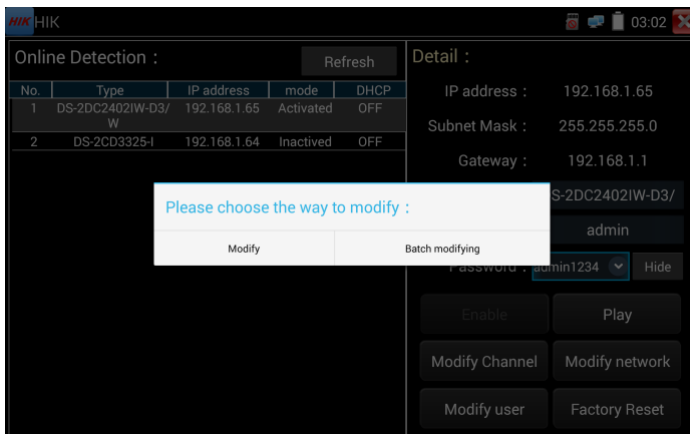 HIK HIK 03:02
Online Detection :
Refresh
No. Type IP address mode DHCP
1 DS-2DC2402IW-D3/W 192.168.1.65 Activated OFF
2 DS-2CD3325-I 192.168.1.64 Inactived OFF
Detail :
IP address : 192.168.1.65
Subnet Mask : 255.255.255.0
Gateway : 192.168.1.1
S-2DC2402IW-D3/
admin
Password : admin1234 Hide
Please choose the way to modify :
Modify Batch modifying
Enable Play
Modify Channel Modify network
Modify user Factory Reset